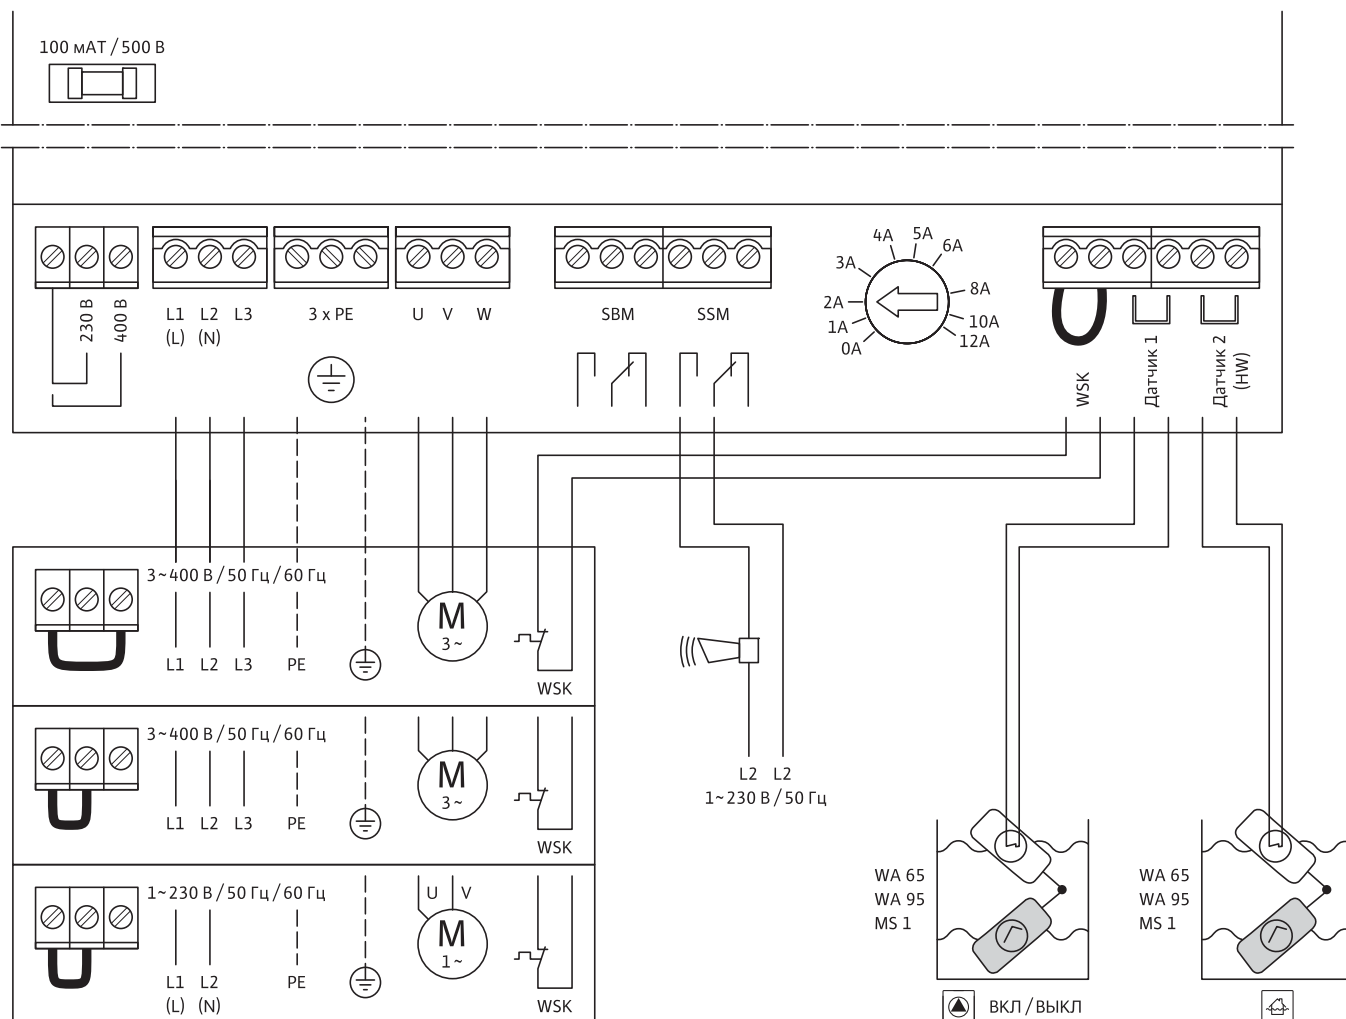 100 мАТ / 500 В
230 В
400 В
L1 L2 L3
(L) (N)
3 x PE
U V W
SBM SSM
0A
1A
2A
3A
4A
5A
6A
8A
10A
12A
WSK
Датчик 1
Датчик 2
(HW)
3~400 В / 50 Гц / 60 Гц
L1 L2 L3 PE
M
3~
WSK
3~400 В / 50 Гц / 60 Гц
L1 L2 L3 PE
M
3~
WSK
1~230 В / 50 Гц / 60 Гц
L1 L2 PE
(L) (N)
U V
M
1~
WSK
L2 L2
1~230 В / 50 Гц
WA 65
WA 95
MS 1
ВКЛ / ВЫКЛ
WA 65
WA 95
MS 1